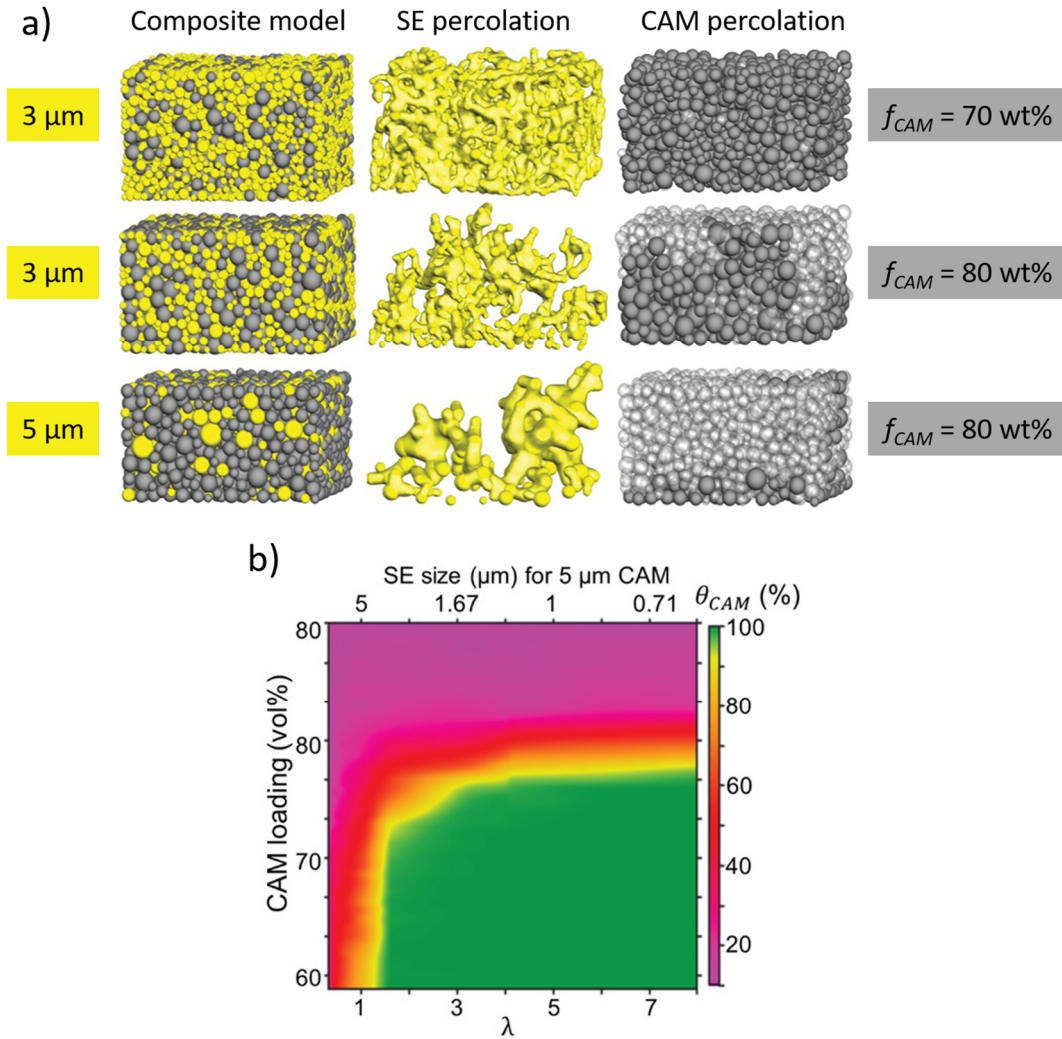 a)
Composite model
SE percolation
CAM percolation
3 μm
f_CAM = 70 wt%
3 μm
f_CAM = 80 wt%
5 μm
f_CAM = 80 wt%
b)
SE size (μm) for 5 μm CAM
5 1.67 1 0.71
θ_CAM (%)
80
80
70
60
CAM loading (vol%)
1 3 5 7
λ
100
80
60
40
20